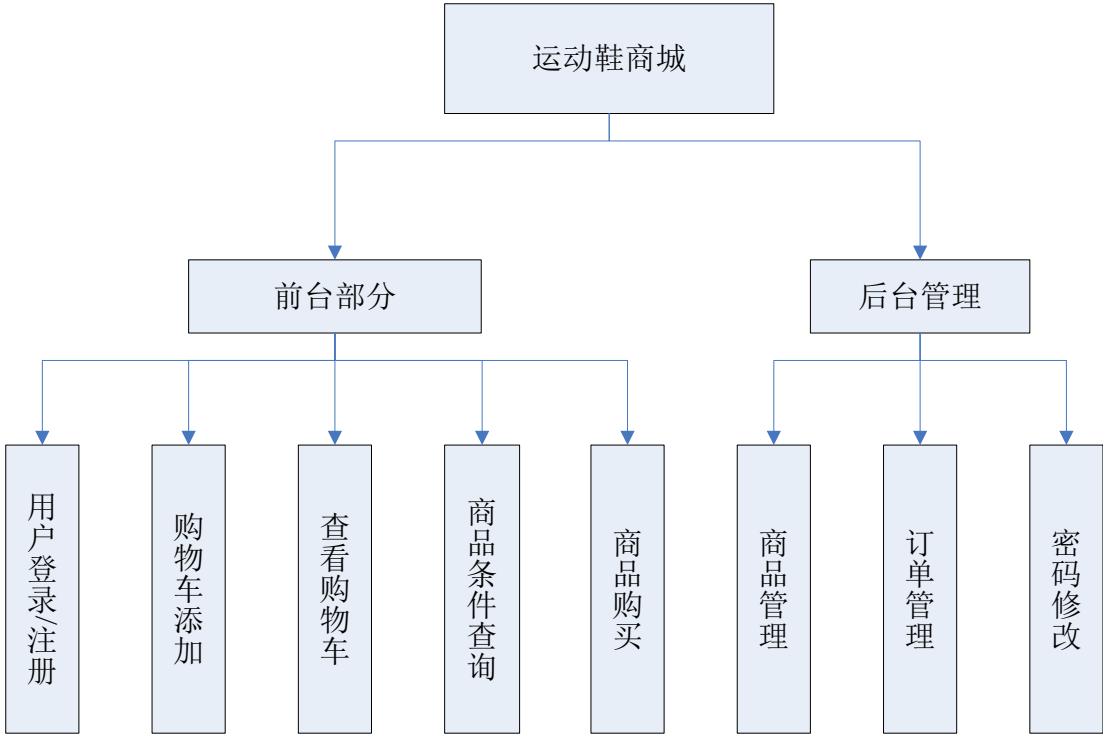 运动鞋商城
前台部分
后台管理
用户登录/注册
购物车添加
查看购物车
商品条件查询
商品购买
商品管理
订单管理
密码修改